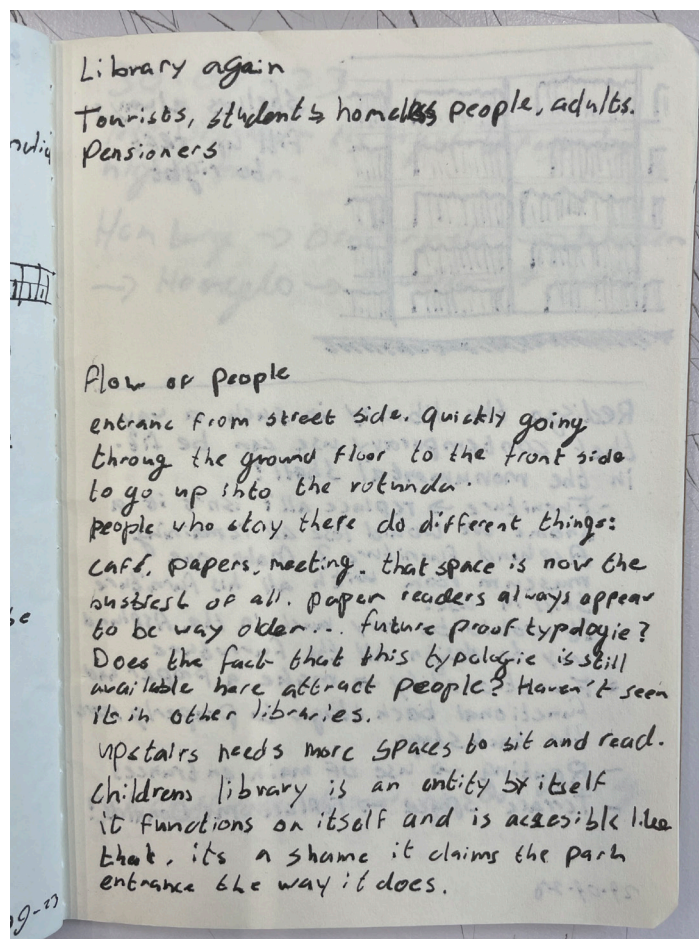 Library again
Tourists, students homeless people, adults.
Pensioners
flow of people
entranc from street side. Quickly going
throug the ground floor to the front side
to go up into the rotunda.
people who stay there do different things:
café, papers, meeting. that space is now the
busiest of all. paper readers always appear
to be way older... future proof typologie?
Does the fact that this typologie is still
available here attract people? Haven't seen
it in other libraries.
upstairs needs more spaces to sit and read.
childrens library is an entity by itself
it functions on itself and is accesible like
that, its a shame it claims the park
entrance the way it does.